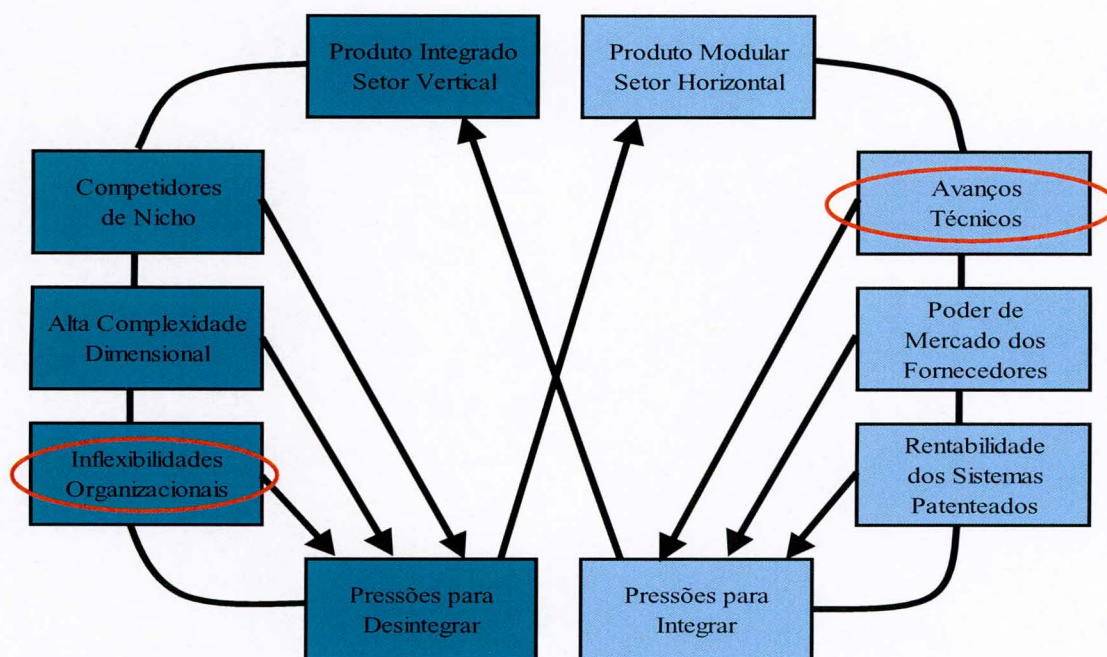 Produto Integrado
Setor Vertical
Produto Modular
Setor Horizontal
Competidores
de Nicho
Avanços
Técnicos
Alta Complexidade
Dimensional
Poder de
Mercado dos
Fornecedores
Inflexibilidades
Organizacionais
Rentabilidade
dos Sistemas
Patenteados
Pressões para
Desintegrar
Pressões para
Integrar